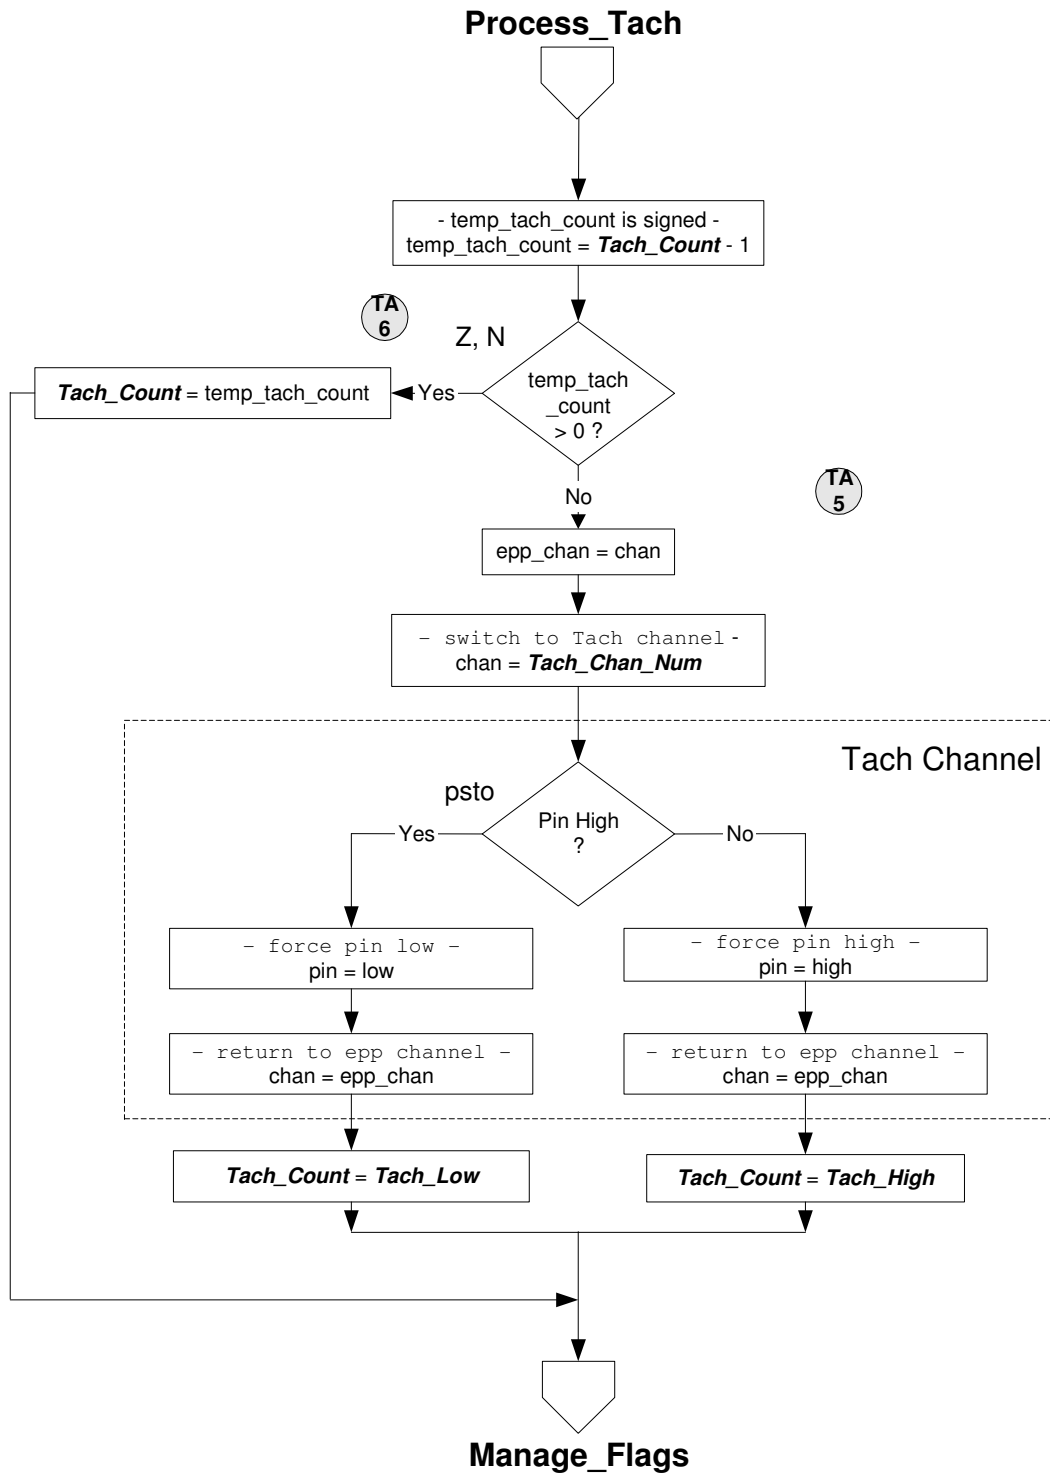 Process_Tach
- temp_tach_count is signed -
temp_tach_count = Tach_Count - 1
TA
6
Z, N
temp_tach
_count
> 0 ?
Yes
Tach_Count = temp_tach_count
No
TA
5
epp_chan = chan
- switch to Tach channel -
chan = Tach_Chan_Num
Tach Channel
psto
Pin High
?
Yes
No
- force pin low -
pin = low
- force pin high -
pin = high
- return to epp channel -
chan = epp_chan
- return to epp channel -
chan = epp_chan
Tach_Count = Tach_Low
Tach_Count = Tach_High
Manage_Flags